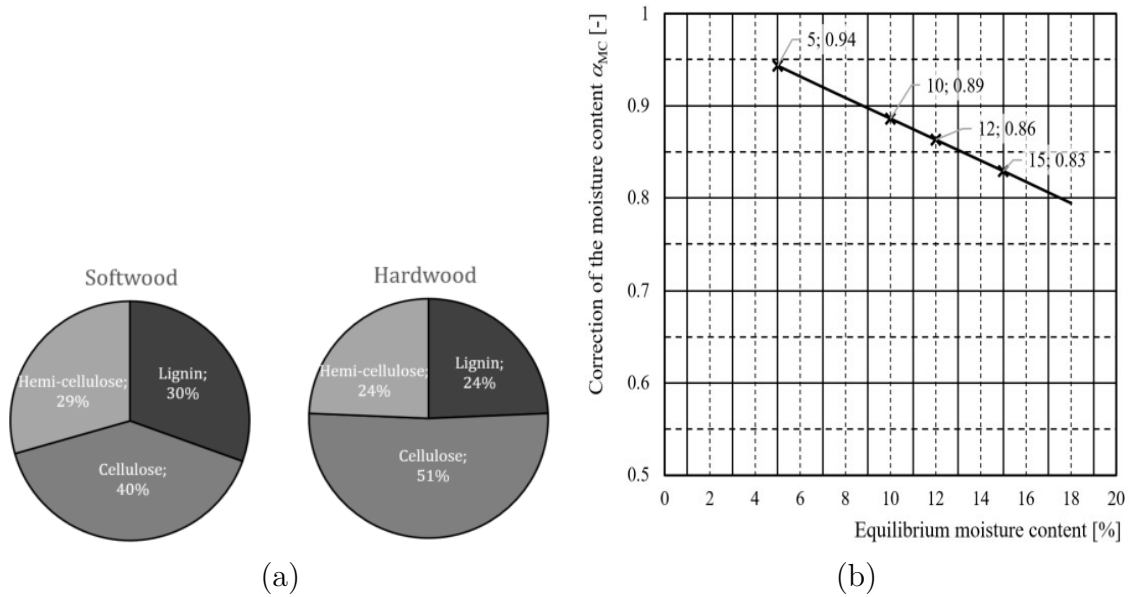 Softwood
Hemi-cellulose;
29%
Lignin;
30%
Cellulose;
40%
Hardwood
Hemi-cellulose;
24%
Lignin;
24%
Cellulose;
51%
(a)
Correction of the moisture content α_MC [-]
1
0.9
0.8
0.7
0.6
0.5
5; 0.94
10; 0.89
12; 0.86
15; 0.83
0 2 4 6 8 10 12 14 16 18 20
Equilibrium moisture content [%]
(b)